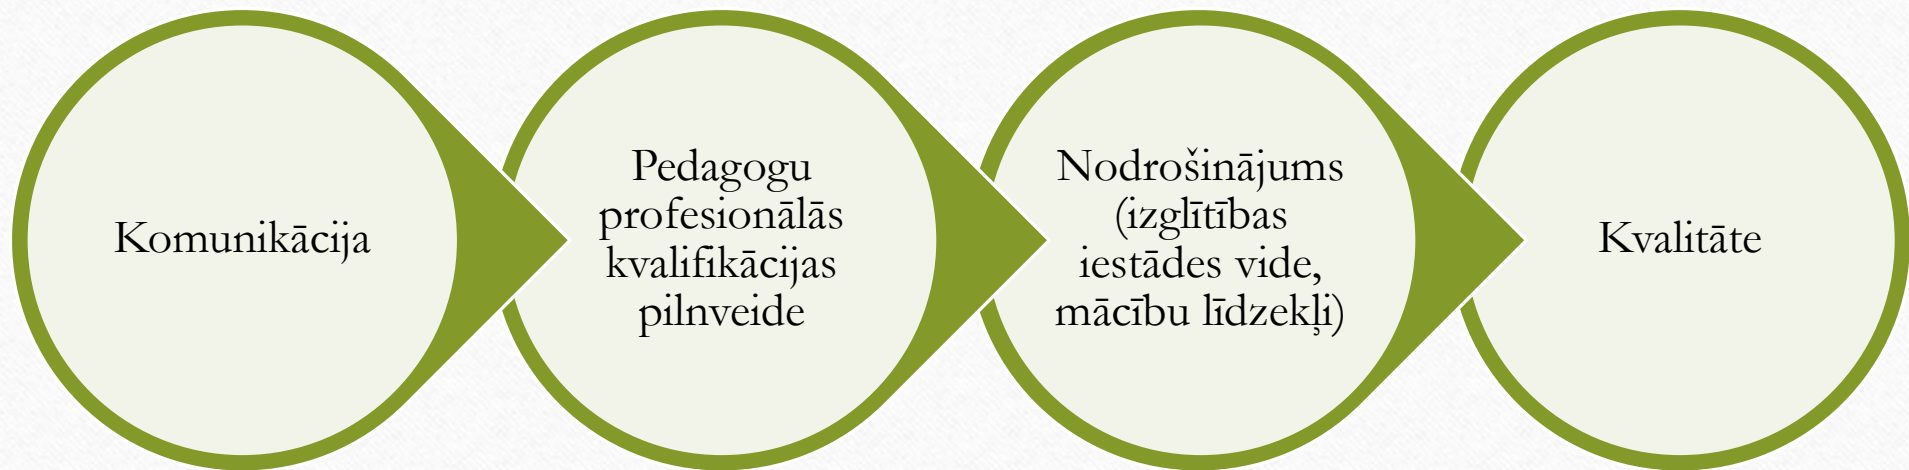 Komunikācija
Pedagogu
profesionālās
kvalifikācijas
pilnveide
Nodrošinājums
(izglītības
iestādes vide,
mācību līdzekļi)
Kvalitāte